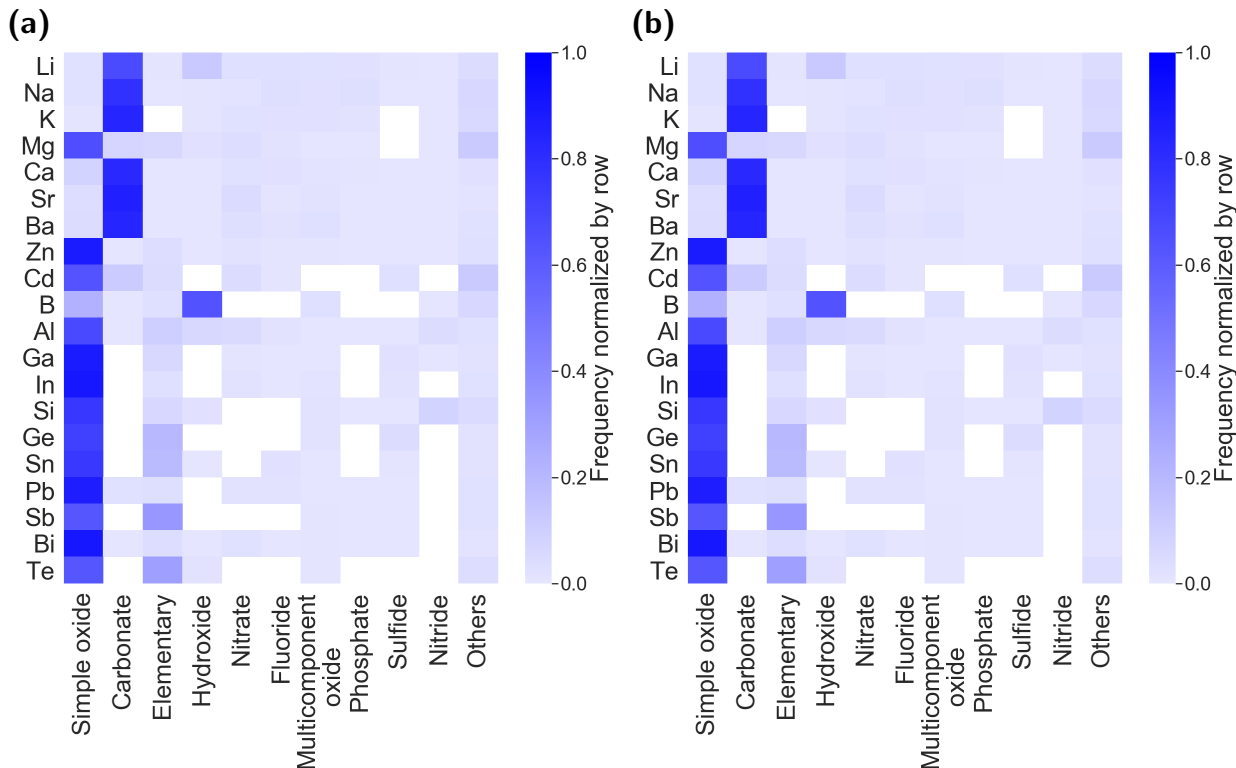 (a)
Li
Na
K
Mg
Ca
Sr
Ba
Zn
Cd
B
Al
Ga
In
Si
Ge
Sn
Pb
Sb
Bi
Te
Simple oxide
Carbonate
Elementary
Hydroxide
Nitrate
Fluoride
Multicomponent
oxide
Phosphate
Sulfide
Nitride
Others
1.0
0.8
0.6
0.4
0.2
0.0
Frequency normalized by row
(b)
Li
Na
K
Mg
Ca
Sr
Ba
Zn
Cd
B
Al
Ga
In
Si
Ge
Sn
Pb
Sb
Bi
Te
Simple oxide
Carbonate
Elementary
Hydroxide
Nitrate
Fluoride
Multicomponent
oxide
Phosphate
Sulfide
Nitride
Others
1.0
0.8
0.6
0.4
0.2
0.0
Frequency normalized by row